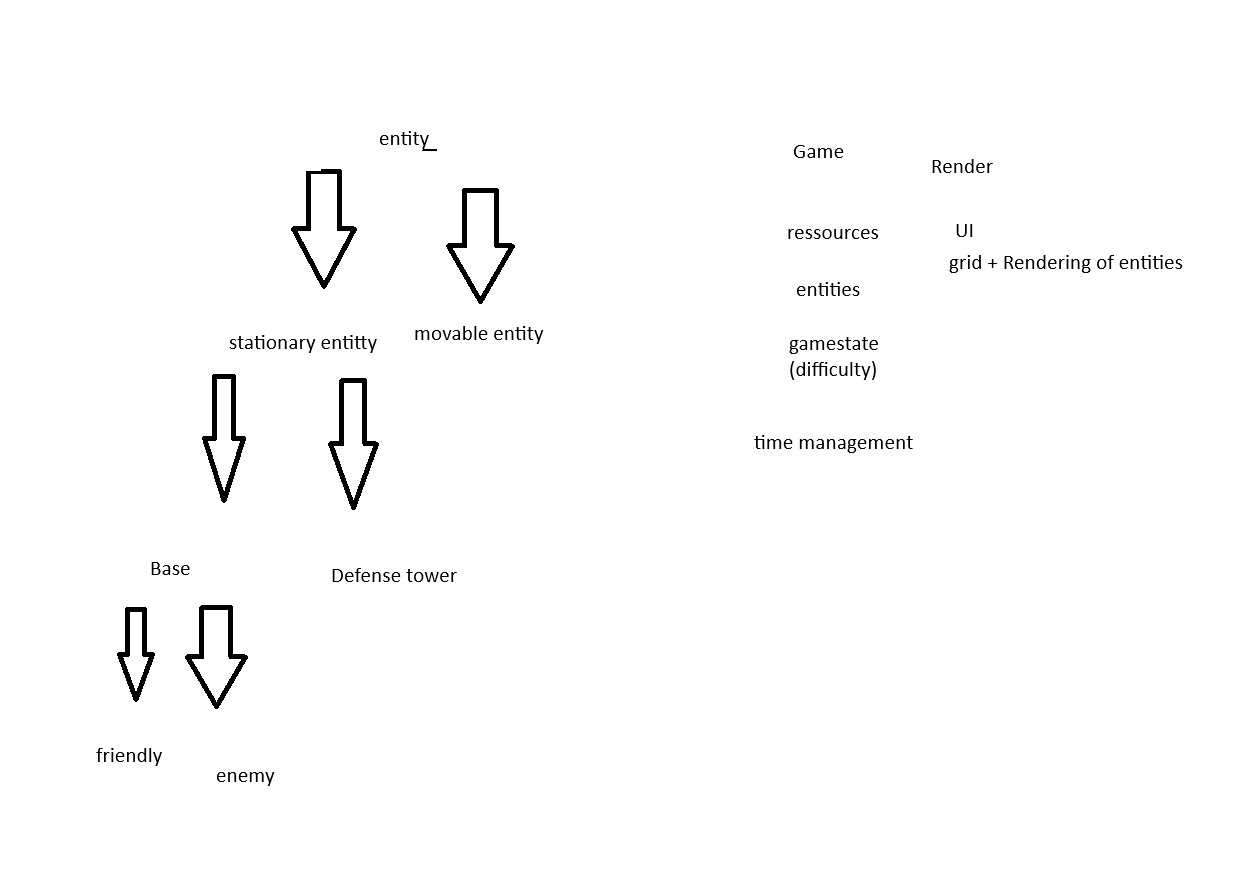 entity
stationary entitty
movable entity
Base
Defense tower
friendly
enemy
Game
Render
ressources
UI
grid + Rendering of entities
entities
gamestate
(difficulty)
time management